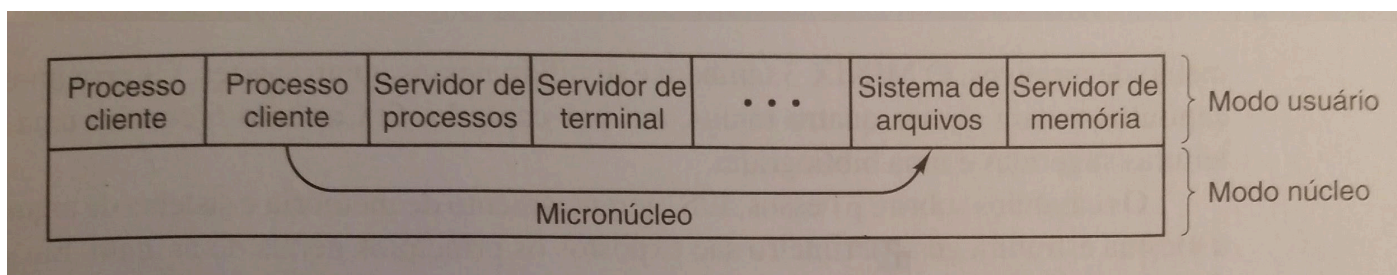 Processo
cliente
Processo
cliente
Servidor de
processos
Servidor de
terminal
• • •
Sistema de
arquivos
Servidor de
memória
Modo usuário
Micronúcleo
Modo núcleo